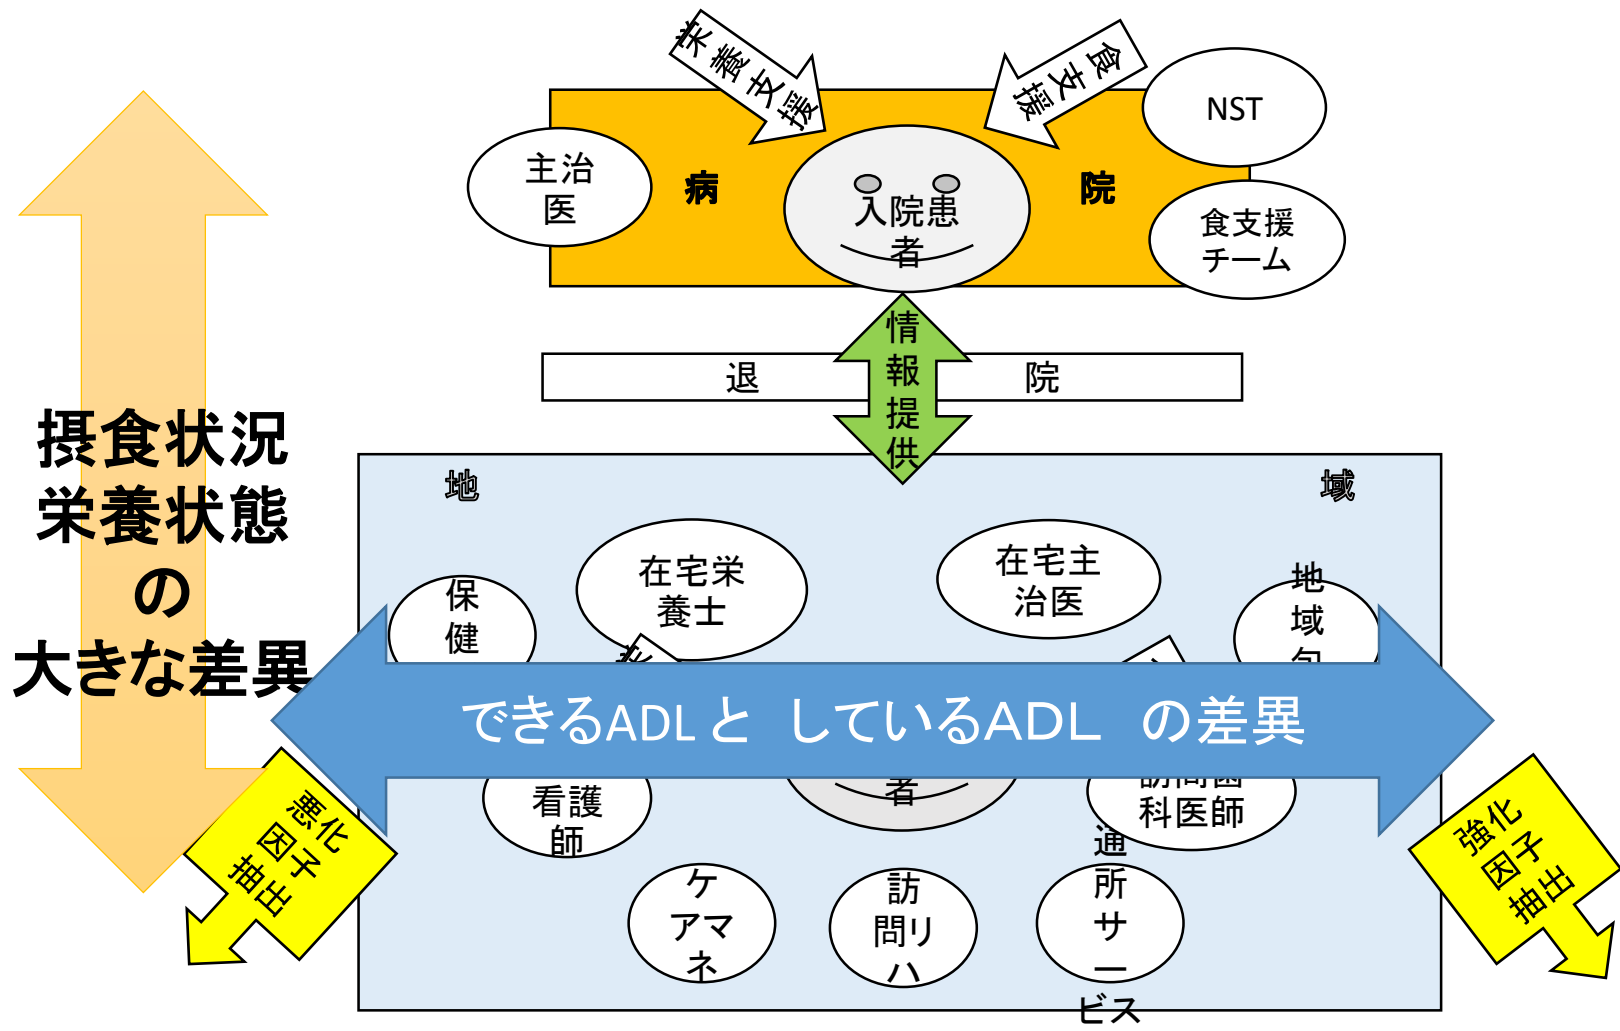 栄養支援
食支援
NST
主治
医
病
院
入院患
者
食支援
チーム
情
報
提
供
退
院
摂食状況
栄養状態
の
大きな差異
地
域
在宅栄
養士
在宅主
治医
保
健
地
域
できるADLと しているADL の差異
看護
師
者
訪問歯
科医師
悪化
因子
抽出
強化
因子
抽出
ケ
アマ
ネ
訪
問リ
ハ
通
所
サ
ー
ビス